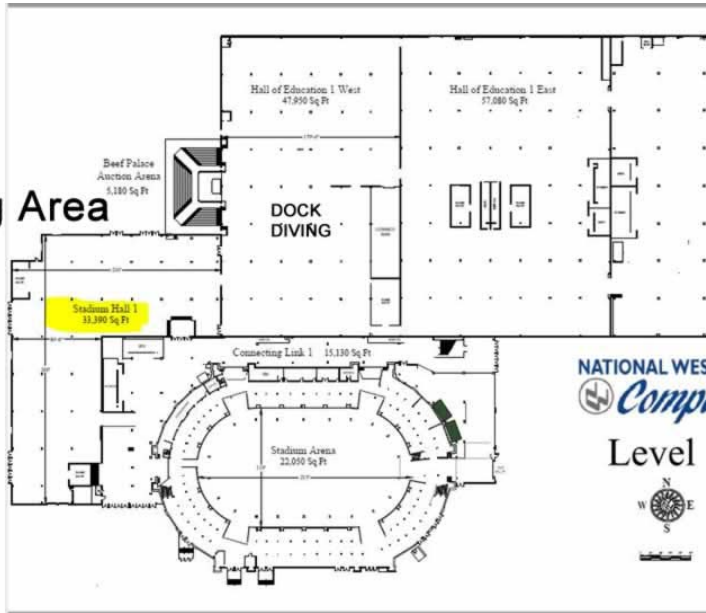 Hall of Education 1 West
47,950 Sq Ft
Hall of Education 1 East
57,080 Sq Ft
Beef Palace
Auction Arena
5,180 Sq Ft
Area
DOCK
DIVING
Stadium Hall 1
33,390 Sq Ft
Connecting Link 1 15,130 Sq Ft
Stadium Arena
22,050 Sq Ft
NATIONAL WES
Comp
Level
N
W E
S